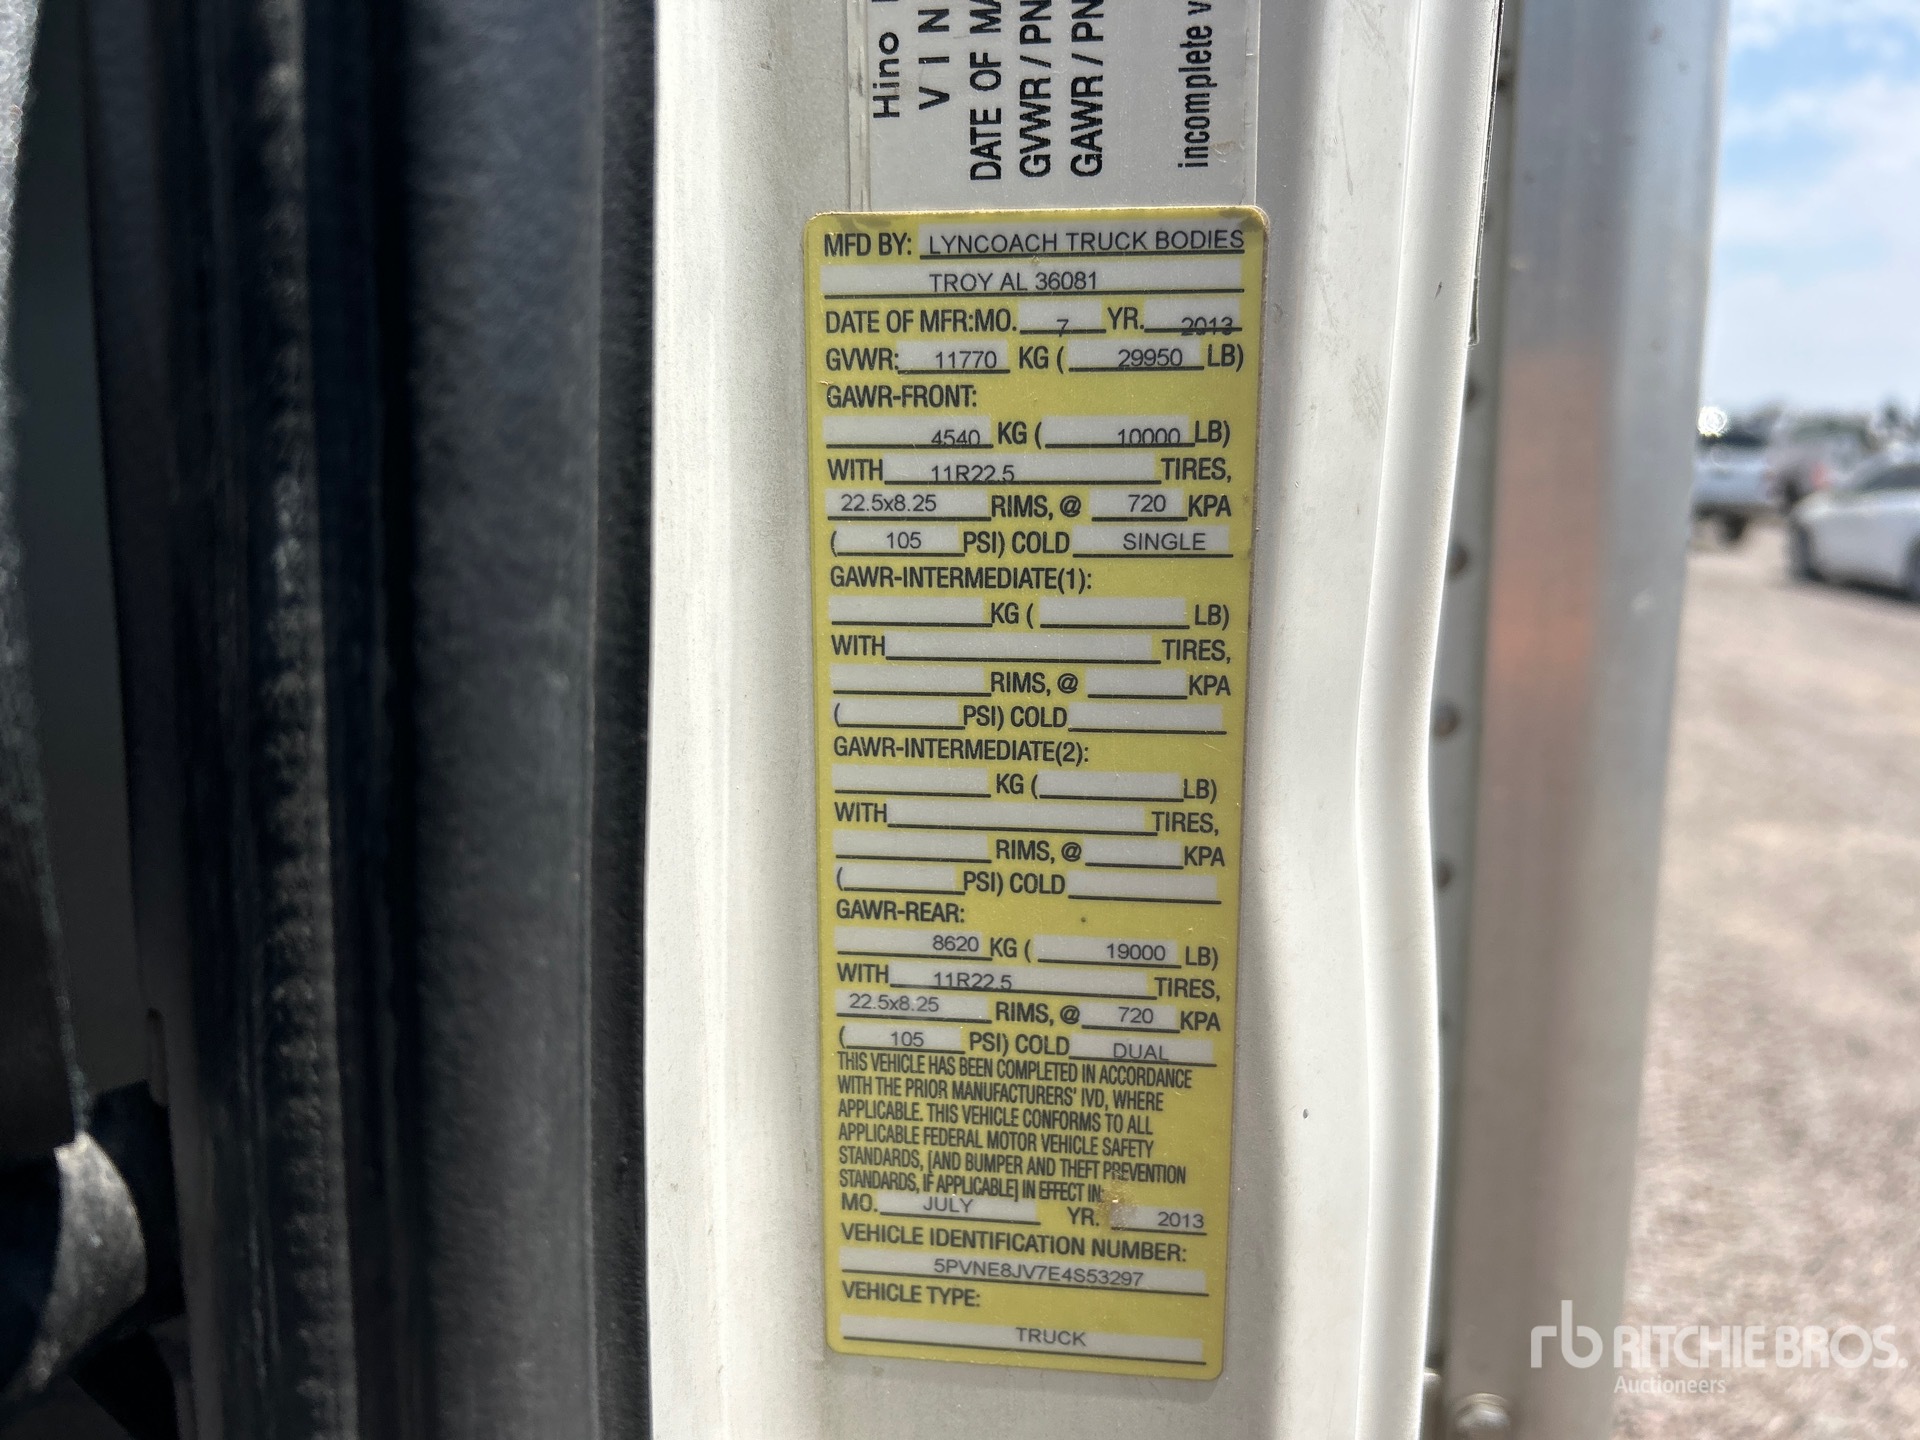 Hino
VIN
DATE OF MA
GVWR / PN
GAWR / PN
incomplete v
MFD BY: LYNCOACH TRUCK BODIES
TROY AL 36081
DATE OF MFR:MO. 7 YR. 2013
GVWR: 11770 KG ( 29950 LB)
GAWR-FRONT:
4540 KG ( 10000 LB)
WITH 11R22.5 TIRES,
22.5x8.25 RIMS, @ 720 KPA
( 105 PSI) COLD SINGLE
GAWR-INTERMEDIATE(1):
KG ( LB)
WITH TIRES,
RIMS, @ KPA
( PSI) COLD
GAWR-INTERMEDIATE(2):
KG ( LB)
WITH TIRES,
RIMS, @ KPA
( PSI) COLD
GAWR-REAR:
8620 KG ( 19000 LB)
WITH 11R22.5 TIRES,
22.5x8.25 RIMS, @ 720 KPA
( 105 PSI) COLD DUAL
THIS VEHICLE HAS BEEN COMPLETED IN ACCORDANCE
WITH THE PRIOR MANUFACTURERS' IVD, WHERE
APPLICABLE. THIS VEHICLE CONFORMS TO ALL
APPLICABLE FEDERAL MOTOR VEHICLE SAFETY
STANDARDS, [AND BUMPER AND THEFT PREVENTION
STANDARDS, IF APPLICABLE] IN EFFECT IN:
MO. JULY YR. 2013
VEHICLE IDENTIFICATION NUMBER:
5PVNE8JV7E4S53297
VEHICLE TYPE:
TRUCK
rb RITCHIE BROS.
Auctioneers